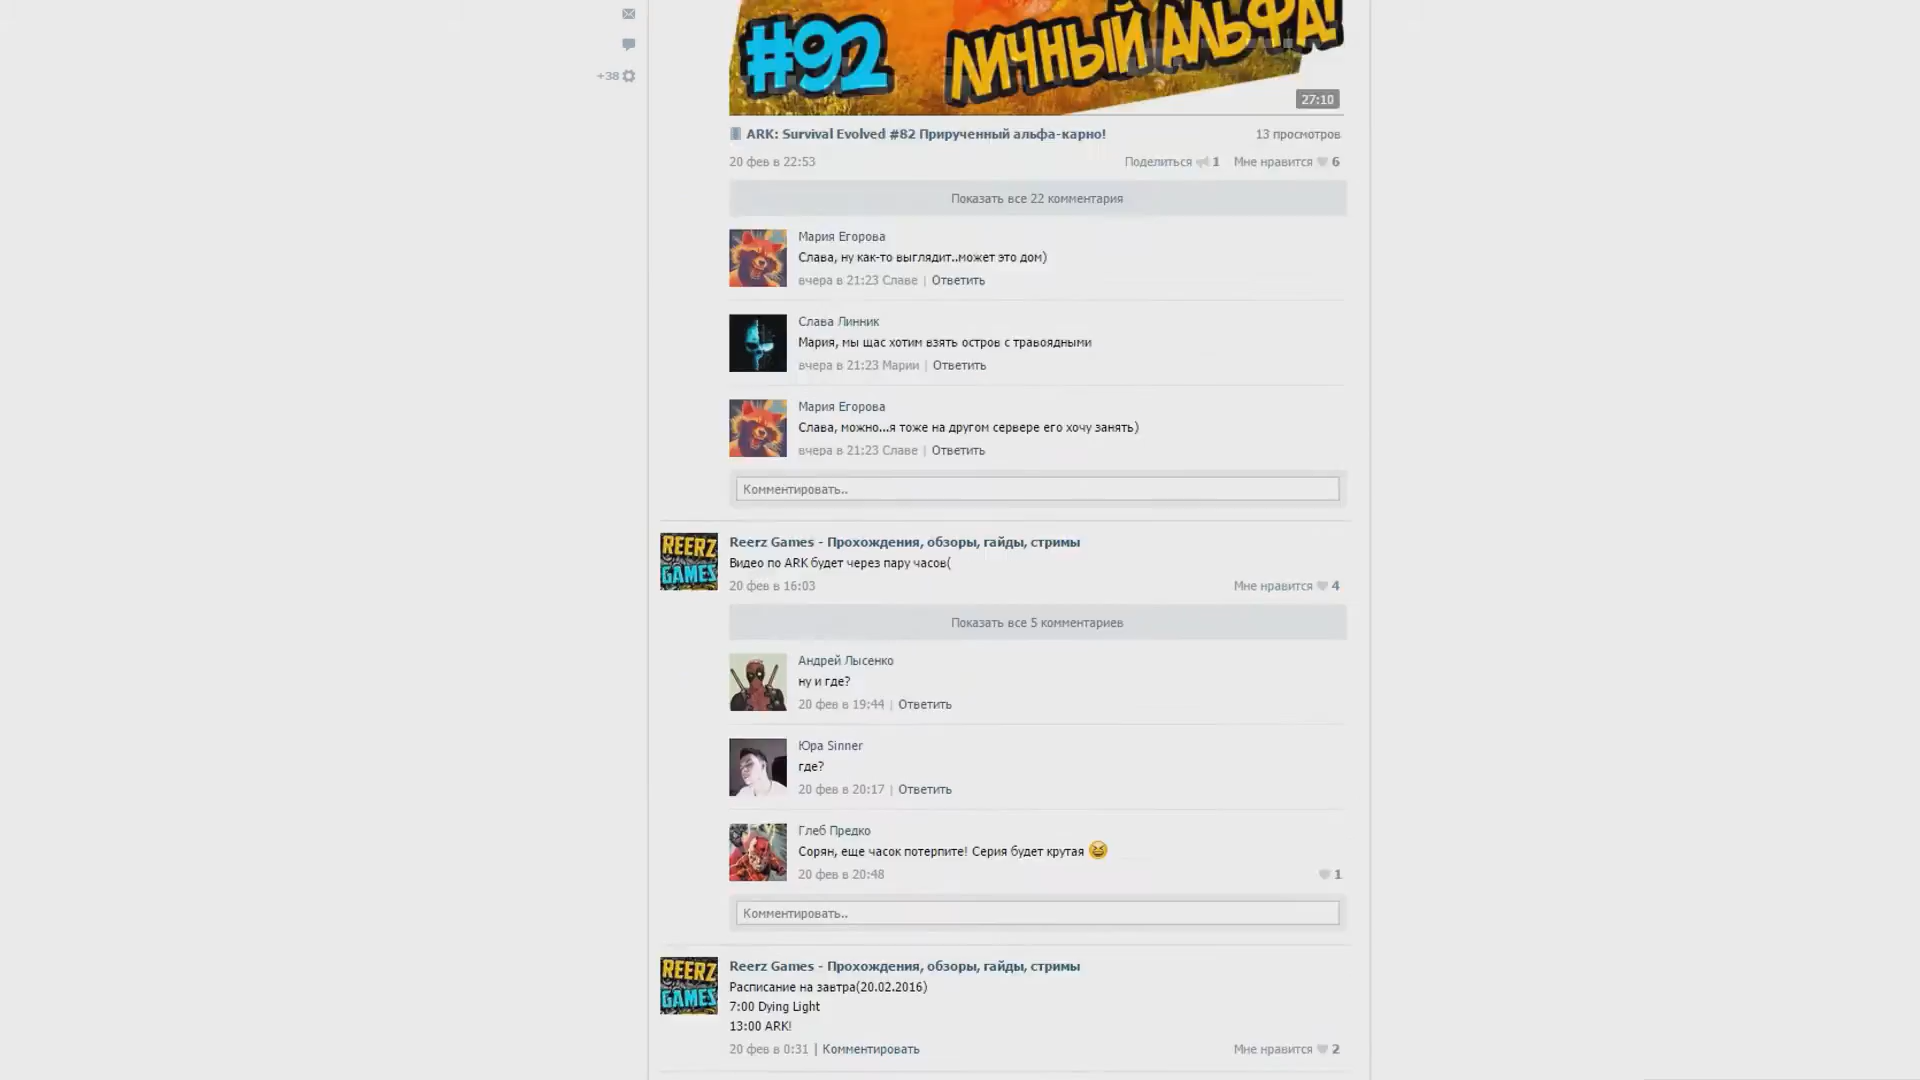 #92 ЛИЧНЫЙ АЛЬФА!
27:10
ARK: Survival Evolved #82 Прирученный альфа-карно! 13 просмотров
20 фев в 22:53 Поделиться 1 Мне нравится 6
+38
Показать все 22 комментария
Мария Егорова
Слава, ну как-то выглядит..может это дом)
вчера в 21:23 Славе | Ответить
Слава Линник
Мария, мы щас хотим взять остров с травоядными
вчера в 21:23 Марии | Ответить
Мария Егорова
Слава, можно...я тоже на другом сервере его хочу занять)
вчера в 21:23 Славе | Ответить
Комментировать..
REERZ GAMES
Reerz Games - Прохождения, обзоры, гайды, стримы
Видео по ARK будет через пару часов(
20 фев в 16:03 Мне нравится 4
Показать все 5 комментариев
Андрей Лысенко
ну и где?
20 фев в 19:44 | Ответить
Юра Sinner
где?
20 фев в 20:17 | Ответить
Глеб Предко
Сорян, еще часок потерпите! Серия будет крутая 😆
20 фев в 20:48 1
Комментировать..
REERZ GAMES
Reerz Games - Прохождения, обзоры, гайды, стримы
Расписание на завтра(20.02.2016)
7:00 Dying Light
13:00 ARK!
20 фев в 0:31 | Комментировать Мне нравится 2